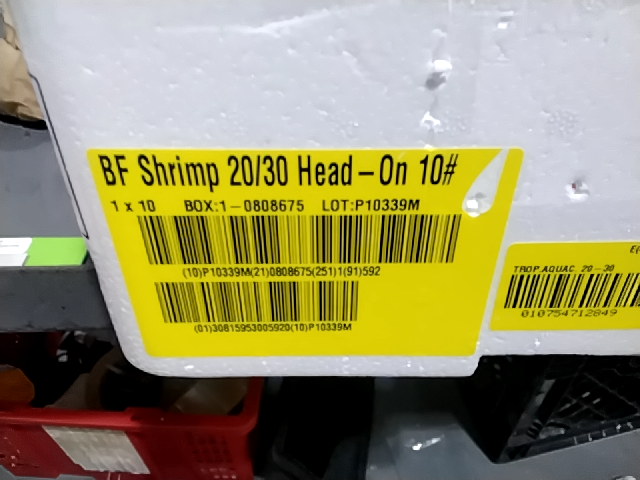 BF Shrimp 20/30 Head-On 10#
1 x 10 BOX:1-0808675 LOT:P10339M
(10)P10339M(21)0808675(251)1(91)592
(01)30815953005920(10)P10339M
TROP.AQUAC. 20-30
010754712849